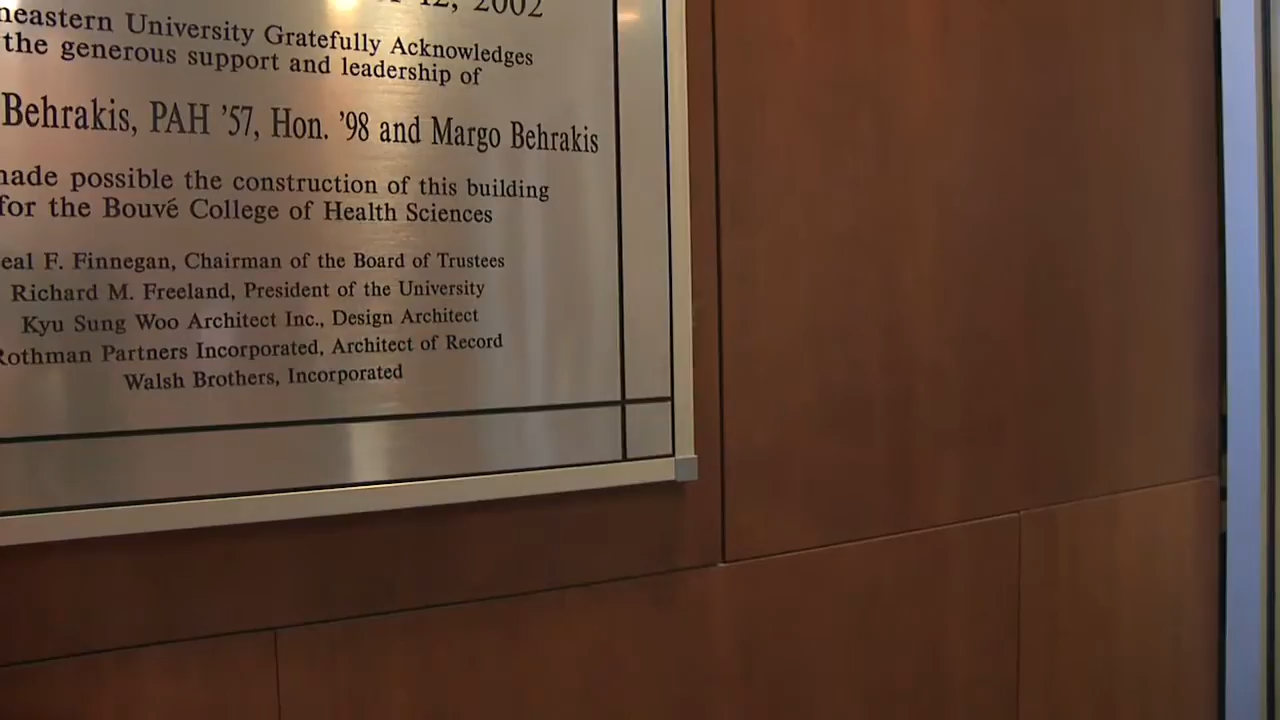 12, 2002
heastern University Gratefully Acknowledges
the generous support and leadership of
Behrakis, PAH '57, Hon. '98 and Margo Behrakis
made possible the construction of this building
for the Bouvé College of Health Sciences
eal F. Finnegan, Chairman of the Board of Trustees
Richard M. Freeland, President of the University
Kyu Sung Woo Architect Inc., Design Architect
Rothman Partners Incorporated, Architect of Record
Walsh Brothers, Incorporated